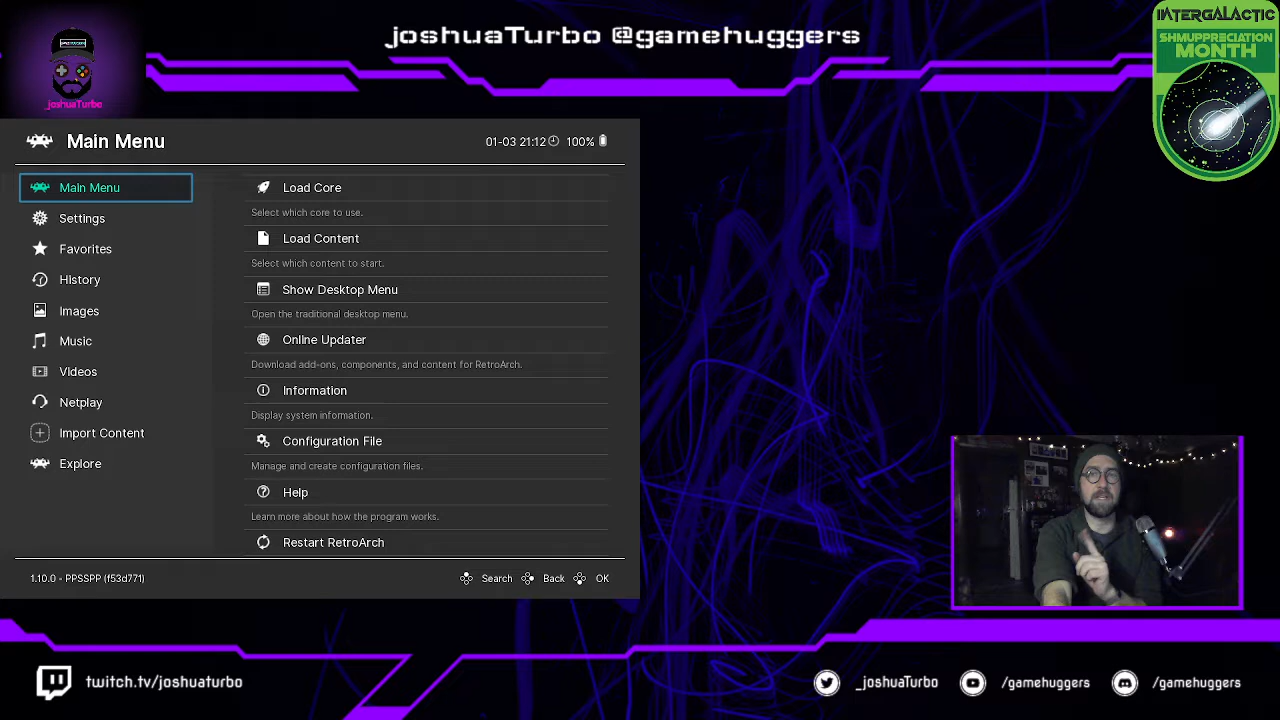 joshuaTurbo @gamehuggers
INTERGALACTIC
SHMUPPRECIATION
MONTH
joshuaTurbo
Main Menu
01-03 21:12 100%
Main Menu
Settings
Favorites
History
Images
Music
Videos
Netplay
Import Content
Explore
Load Core
Select which core to use.
Load Content
Select which content to start.
Show Desktop Menu
Open the traditional desktop menu.
Online Updater
Download add-ons, components, and content for RetroArch.
Information
Display system information.
Configuration File
Manage and create configuration files.
Help
Learn more about how the program works.
Restart RetroArch
1.10.0 - PPSSPP (f53d771)
Search Back OK
twitch.tv/joshuaturbo
_joshuaTurbo
/gamehuggers
/gamehuggers